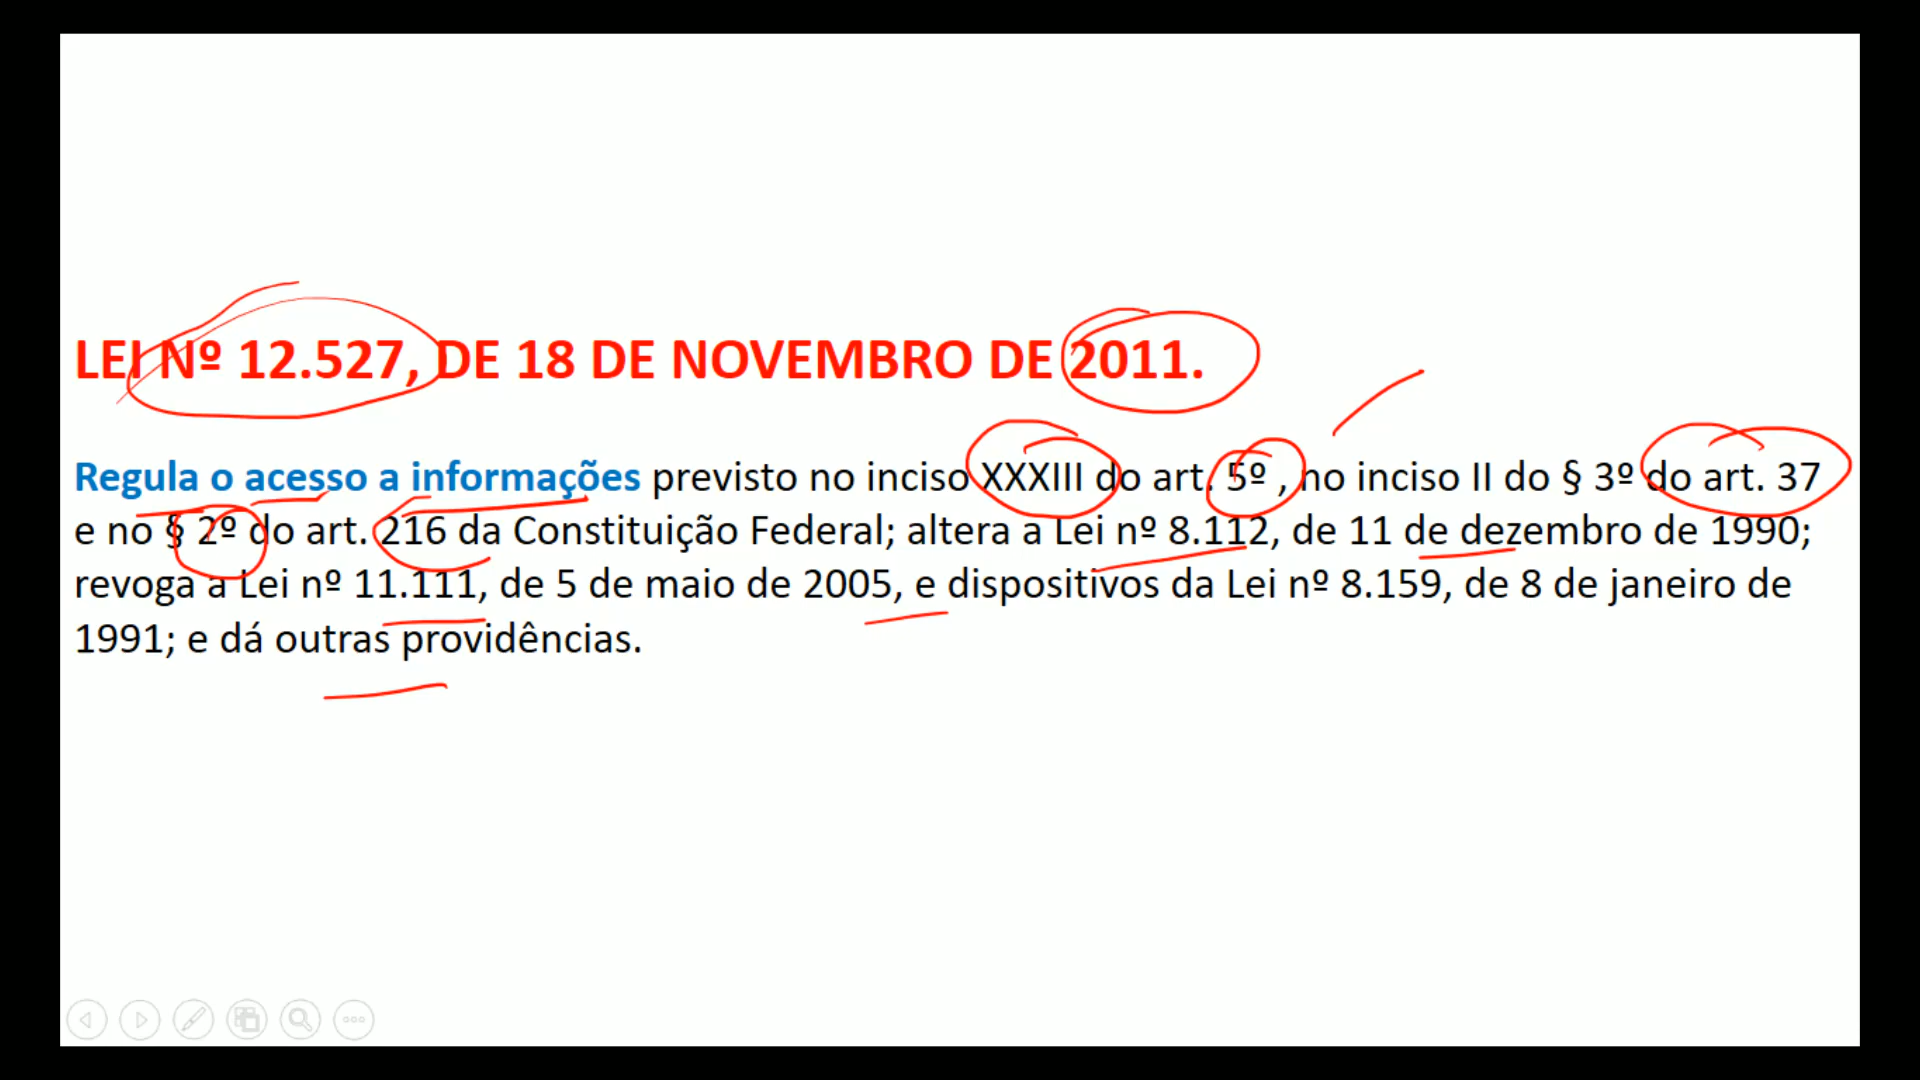 LEI Nº 12.527, DE 18 DE NOVEMBRO DE 2011.
Regula o acesso a informações previsto no inciso XXXIII do art. 5º , no inciso II do § 3º do art. 37
e no § 2º do art. 216 da Constituição Federal; altera a Lei nº 8.112, de 11 de dezembro de 1990;
revoga a Lei nº 11.111, de 5 de maio de 2005, e dispositivos da Lei nº 8.159, de 8 de janeiro de
1991; e dá outras providências.